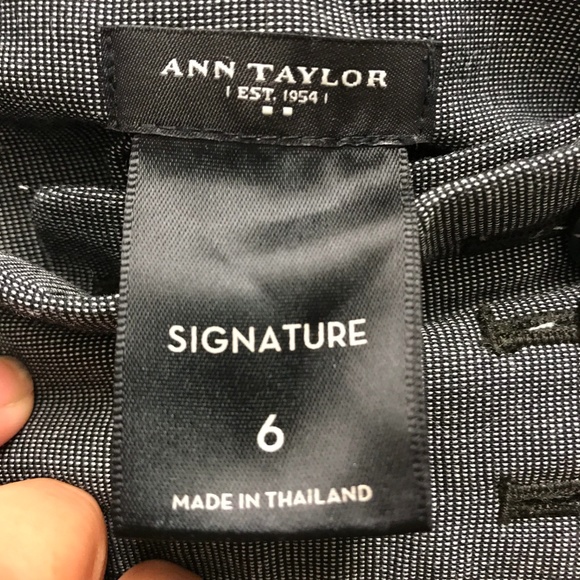 ANN TAYLOR
EST. 1954
SIGNATURE
6
MADE IN THAILAND